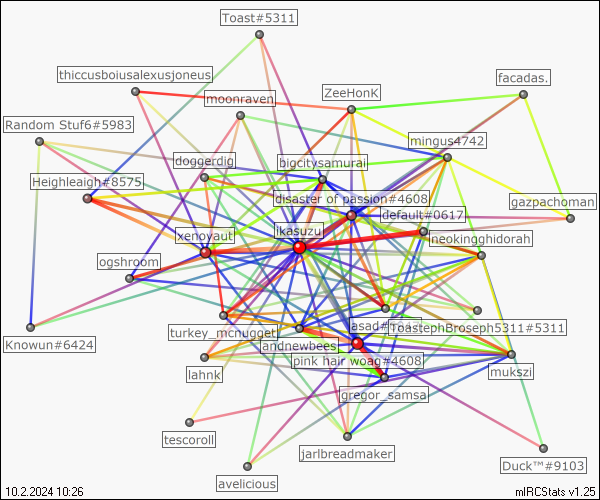 Toast#5311
thiccusboiusalexusjoneus
facadas.
ZeeHonK
moonraven
Random Stuf6#5983
mingus4742
doggerdig
bigcitysamurai
Heighleaigh#8575
disaster of passion#4608
gazpachoman
default#0617
ikasuzu
xenoyaut
neokinghidorah
ogshroom
turkey_mcnugget
asad#
ToastephBroseph5311#5311
Knowun#6424
andnewbees
pink hair woag#4608
mukszi
lahnk
gregor_samsa
tescoroll
jarlbreadmaker
Duck™#9103
avelicious
10.2.2024 10:26
mIRCStats v1.25